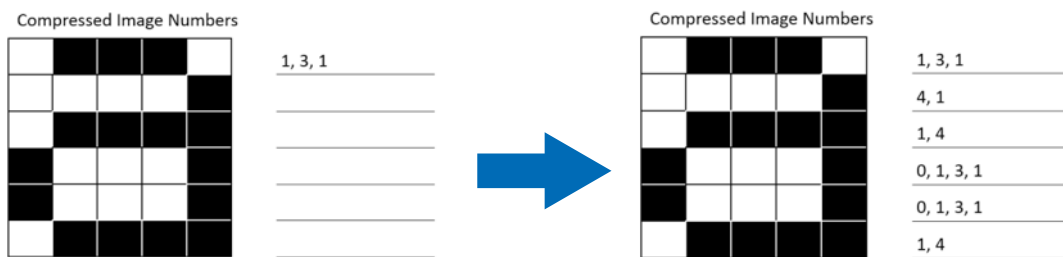 Compressed Image Numbers
1, 3, 1
Compressed Image Numbers
1, 3, 1
4, 1
1, 4
0, 1, 3, 1
0, 1, 3, 1
1, 4